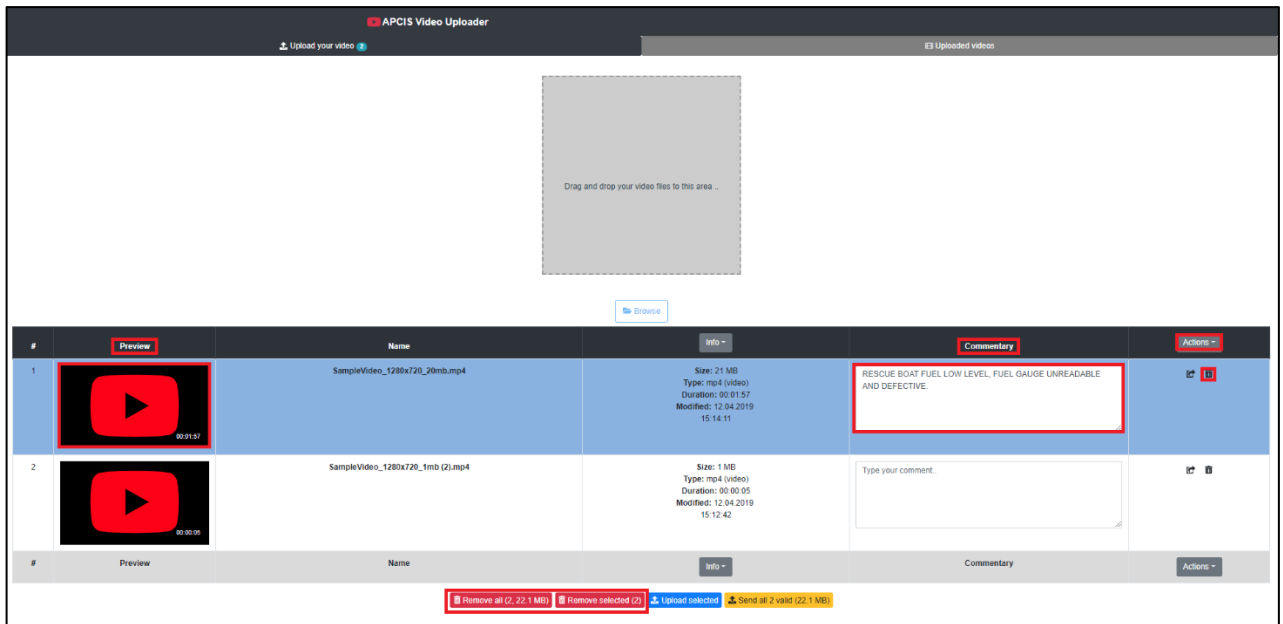 APCIS Video Uploader
Upload your video 2
Uploaded videos
Drag and drop your video files to this area ..
Browse
# Preview Name Info Commentary Actions
1 SampleVideo_1280x720_20mb.mp4
00:01:57
Size: 21 MB
Type: mp4 (video)
Duration: 00:01:57
Modified: 12.04.2019
15:14:11
RESCUE BOAT FUEL LOW LEVEL, FUEL GAUGE UNREADABLE
AND DEFECTIVE.
2 SampleVideo_1280x720_1mb (2).mp4
00:00:05
Size: 1 MB
Type: mp4 (video)
Duration: 00:00:05
Modified: 12.04.2019
15:12:42
Type your comment.
# Preview Name Info Commentary Actions
Remove all (2, 22.1 MB) Remove selected (2) Upload selected Send all 2 valid (22.1 MB)